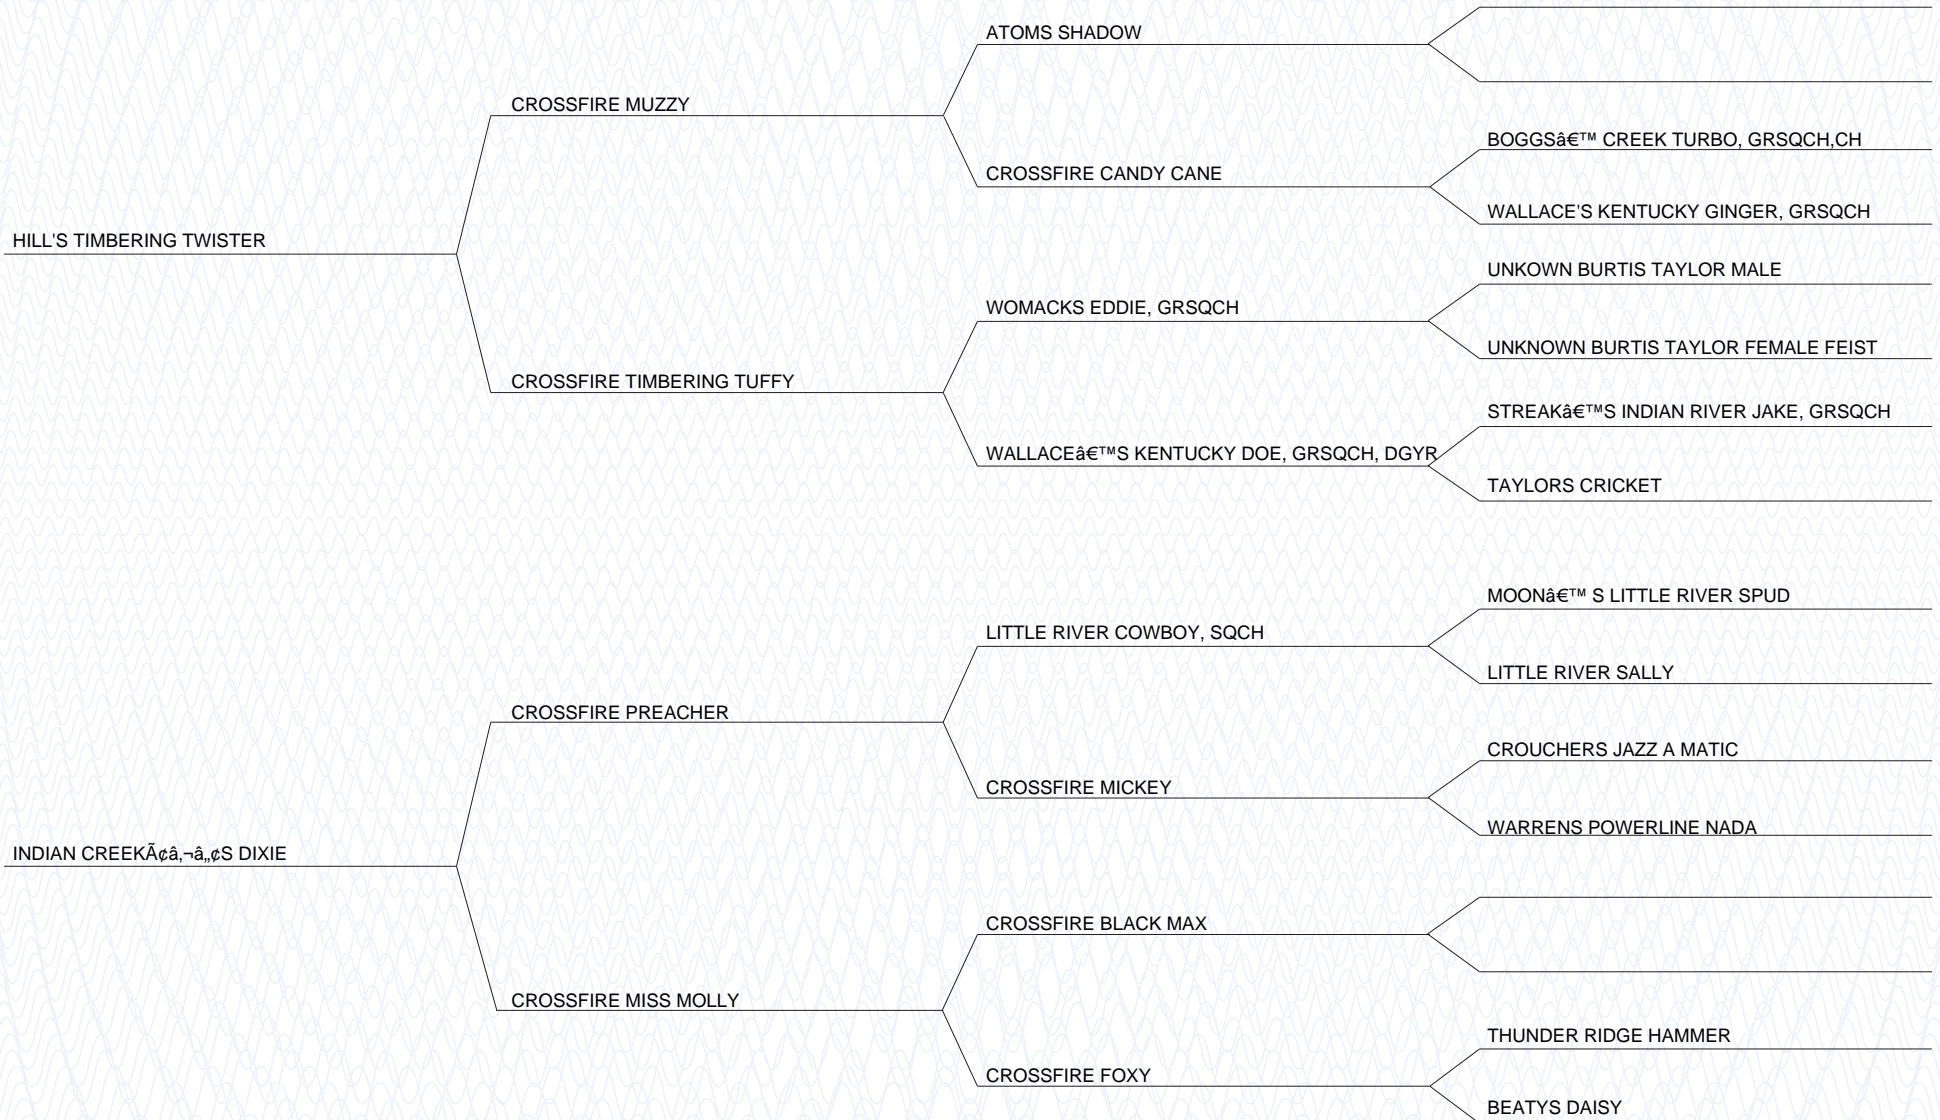 ATOMS SHADOW
CROSSFIRE MUZZY
BOGGSâ€™ CREEK TURBO, GRSQCH,CH
CROSSFIRE CANDY CANE
WALLACE'S KENTUCKY GINGER, GRSQCH
HILL'S TIMBERING TWISTER
UNKOWN BURTIS TAYLOR MALE
WOMACKS EDDIE, GRSQCH
UNKNOWN BURTIS TAYLOR FEMALE FEIST
CROSSFIRE TIMBERING TUFFY
STREAKâ€™S INDIAN RIVER JAKE, GRSQCH
WALLACEâ€™S KENTUCKY DOE, GRSQCH, DGYR
TAYLORS CRICKET
MOONâ€™ S LITTLE RIVER SPUD
LITTLE RIVER COWBOY, SQCH
LITTLE RIVER SALLY
CROSSFIRE PREACHER
CROUCHERS JAZZ A MATIC
CROSSFIRE MICKEY
WARRENS POWERLINE NADA
INDIAN CREEKÃ¢â‚¬â„¢S DIXIE
CROSSFIRE BLACK MAX
CROSSFIRE MISS MOLLY
THUNDER RIDGE HAMMER
CROSSFIRE FOXY
BEATYS DAISY